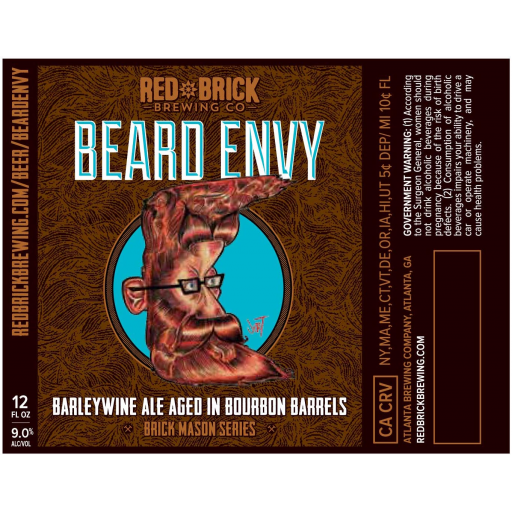 REDBRICKBREWING.COM/BEER/BEARDENVY
12
FL OZ
9.0%
ALC/VOL
RED BRICK
BREWING CO
BEARD ENVY
BARLEYWINE ALE AGED IN BOURBON BARRELS
BRICK MASON SERIES
CA CRV
NY,MA,ME,CT,VT,DE,OR,IA,HI,UT 5¢ DEP/ MI 10¢ FL
ATLANTA BREWING COMPANY, ATLANTA, GA
REDBRICKBREWING.COM
GOVERNMENT WARNING: (1) According
to the Surgeon General, women should
not drink alcoholic beverages during
pregnancy because of the risk of birth
defects. (2) Consumption of alcoholic
beverages impairs your ability to drive a
car or operate machinery, and may
cause health problems.